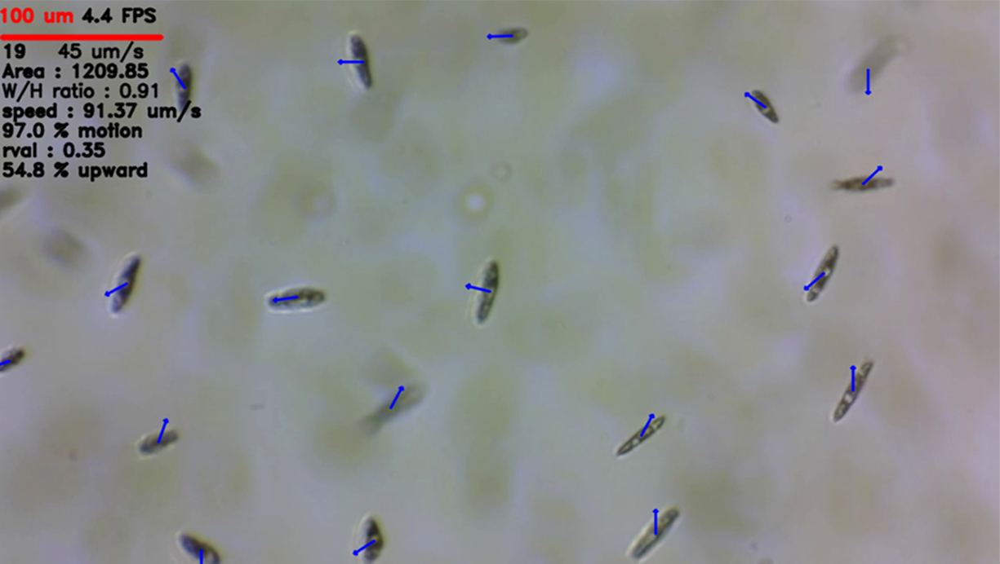 100 um 4.4 FPS
19 45 um/s
Area : 1209.85
W/H ratio : 0.91
speed : 91.37 um/s
97.0 % motion
rval : 0.35
54.8 % upward